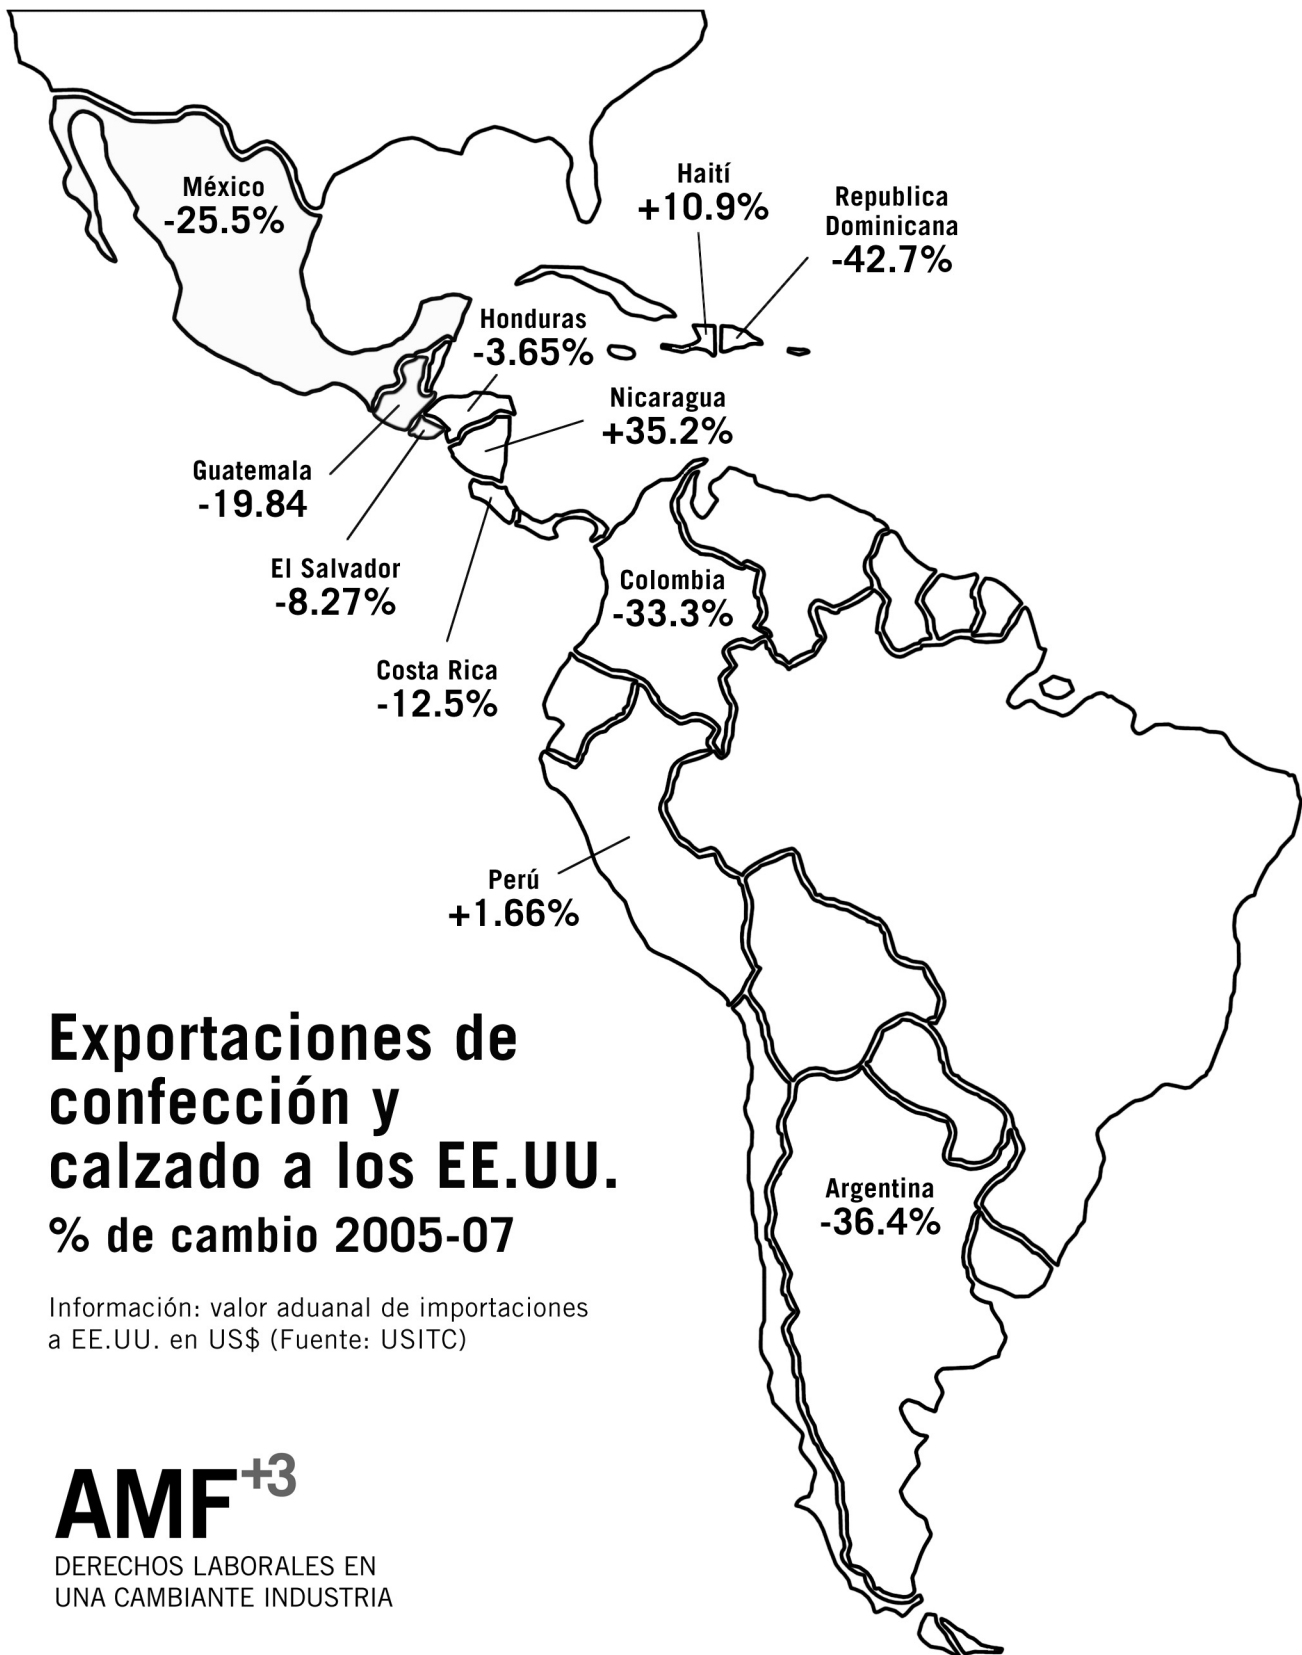 México
-25.5%
Haití
+10.9%
Republica
Dominicana
-42.7%
Honduras
-3.65%
Nicaragua
+35.2%
Guatemala
-19.84
El Salvador
-8.27%
Colombia
-33.3%
Costa Rica
-12.5%
Perú
+1.66%
Exportaciones de
confección y
calzado a los EE.UU.
% de cambio 2005-07
Información: valor aduanal de importaciones
a EE.UU. en US$ (Fuente: USITC)
Argentina
-36.4%
AMF+3
DERECHOS LABORALES EN
UNA CAMBIANTE INDUSTRIA